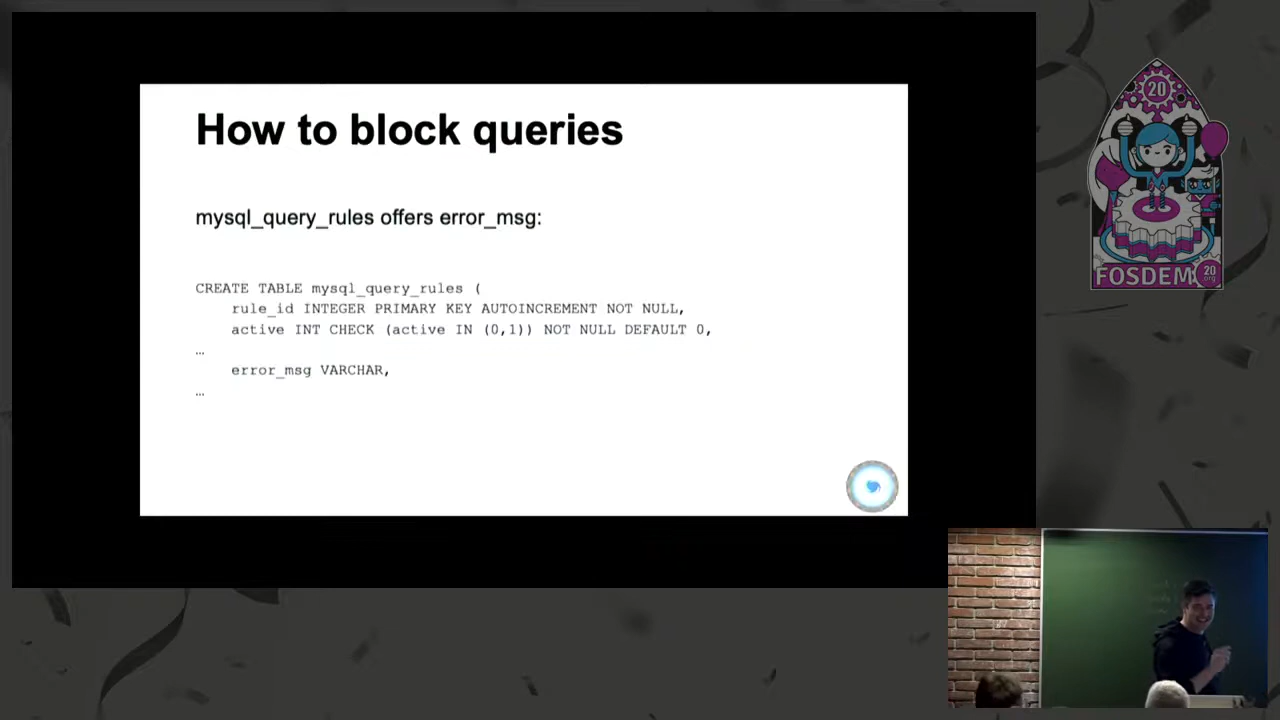 How to block queries
mysql_query_rules offers error_msg:
CREATE TABLE mysql_query_rules (
rule_id INTEGER PRIMARY KEY AUTOINCREMENT NOT NULL,
active INT CHECK (active IN (0,1)) NOT NULL DEFAULT 0,
…
error_msg VARCHAR,
…
20
FOSDEM
20
org